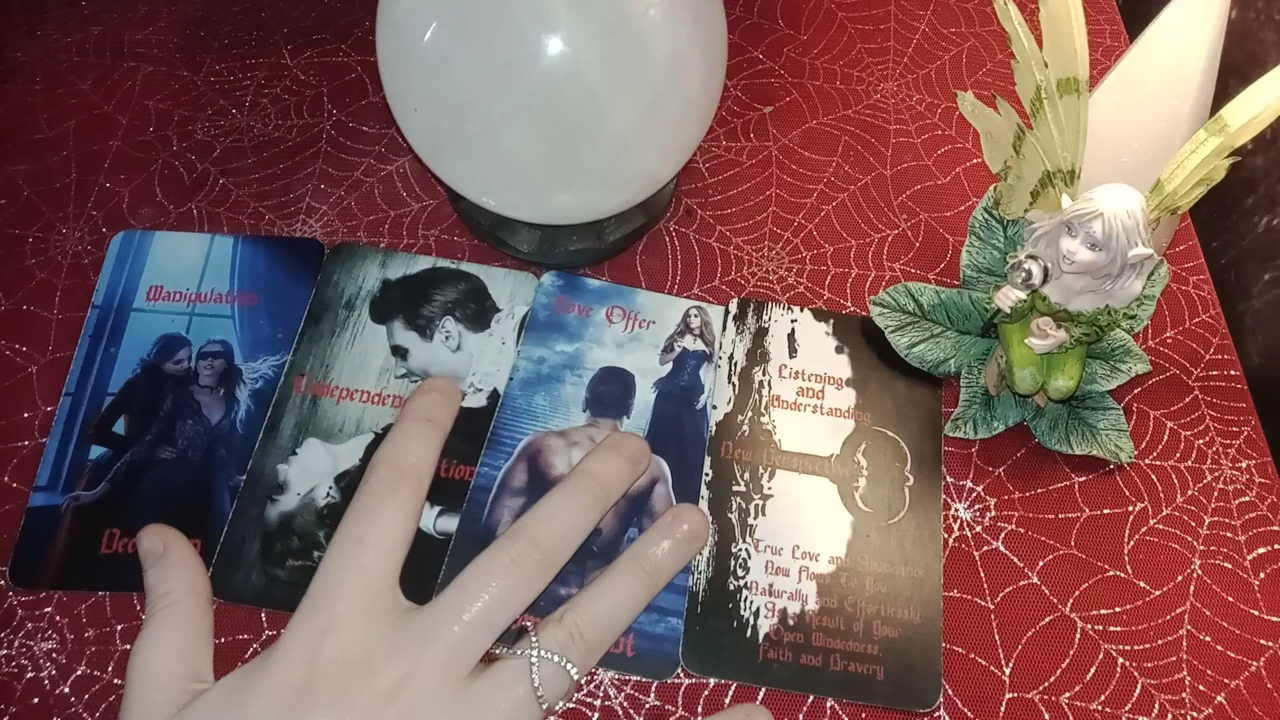 Manipulation
Love Offer
Listening
and
Understanding
New Perspective
True Love and Abundance
Now Flows To You
Naturally and Effortlessly
As a Result of Your
Open Mindedness,
Faith and Bravery